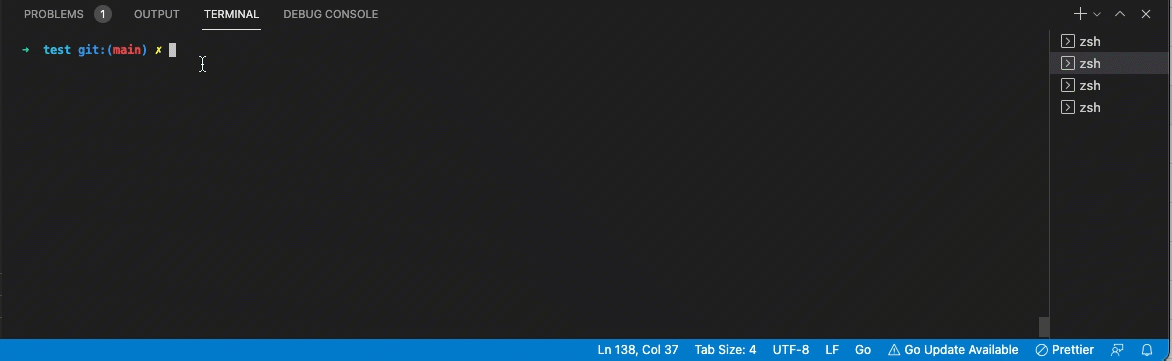 PROBLEMS 1 OUTPUT TERMINAL DEBUG CONSOLE
→ test git:(main) ✗
zsh
zsh
zsh
zsh
Ln 138, Col 37 Tab Size: 4 UTF-8 LF Go Go Update Available Prettier